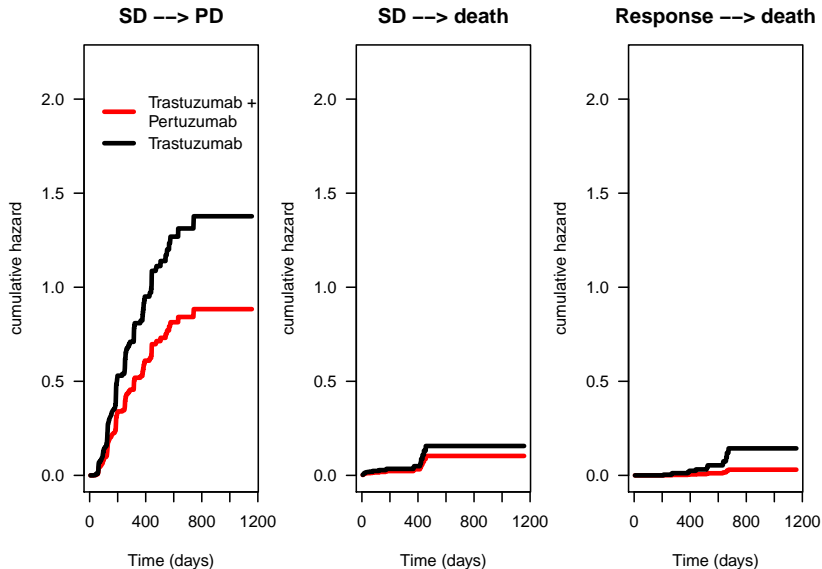 SD −−> PD
2.0
1.5
1.0
0.5
0.0
cumulative hazard
Trastuzumab +
Pertuzumab
Trastuzumab
0 400 800 1200
Time (days)
SD −−> death
2.0
1.5
1.0
0.5
0.0
cumulative hazard
0 400 800 1200
Time (days)
Response −−> death
2.0
1.5
1.0
0.5
0.0
cumulative hazard
0 400 800 1200
Time (days)